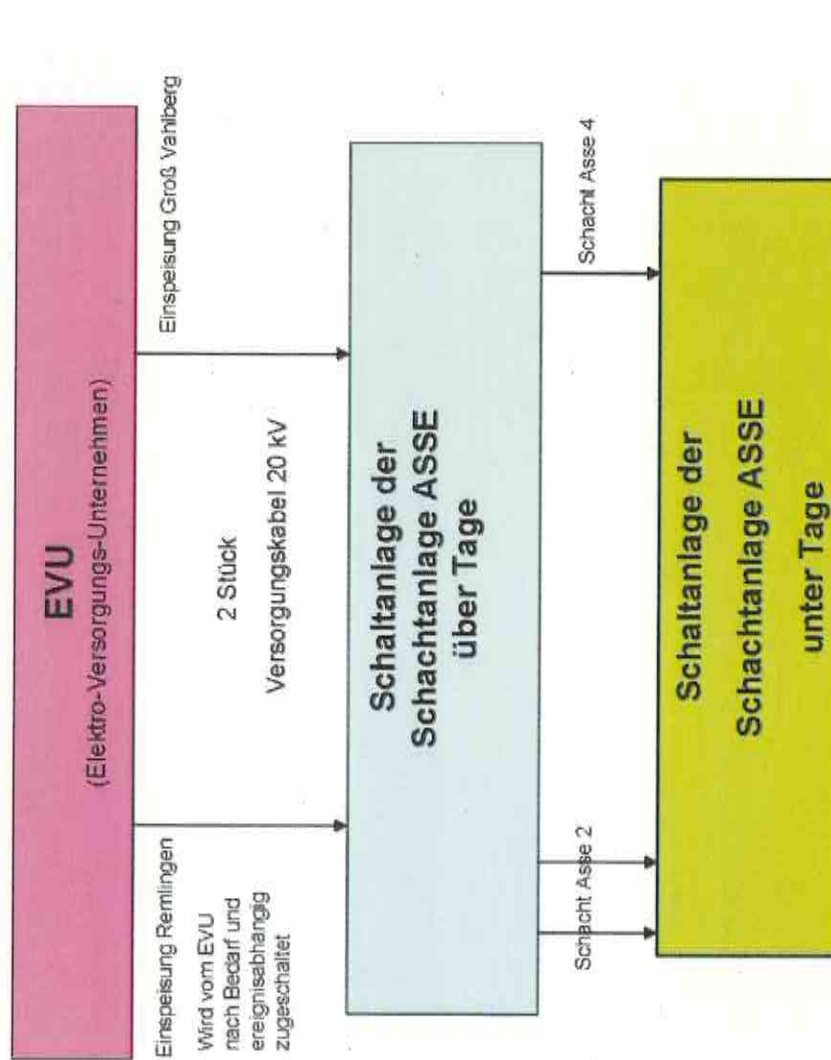 EVU
(Elektro-Versorgungs-Unternehmen)
Einspeisung Remlingen
Wird vom EVU
nach Bedarf und
ereignisabhängig
zugeschaltet
2 Stück
Versorgungskabel 20 kV
Einspeisung Groß Vahlberg
Schaltanlage der
Schachtanlage ASSE
über Tage
Schacht Asse 2
Schacht Asse 4
Schaltanlage der
Schachtanlage ASSE
unter Tage